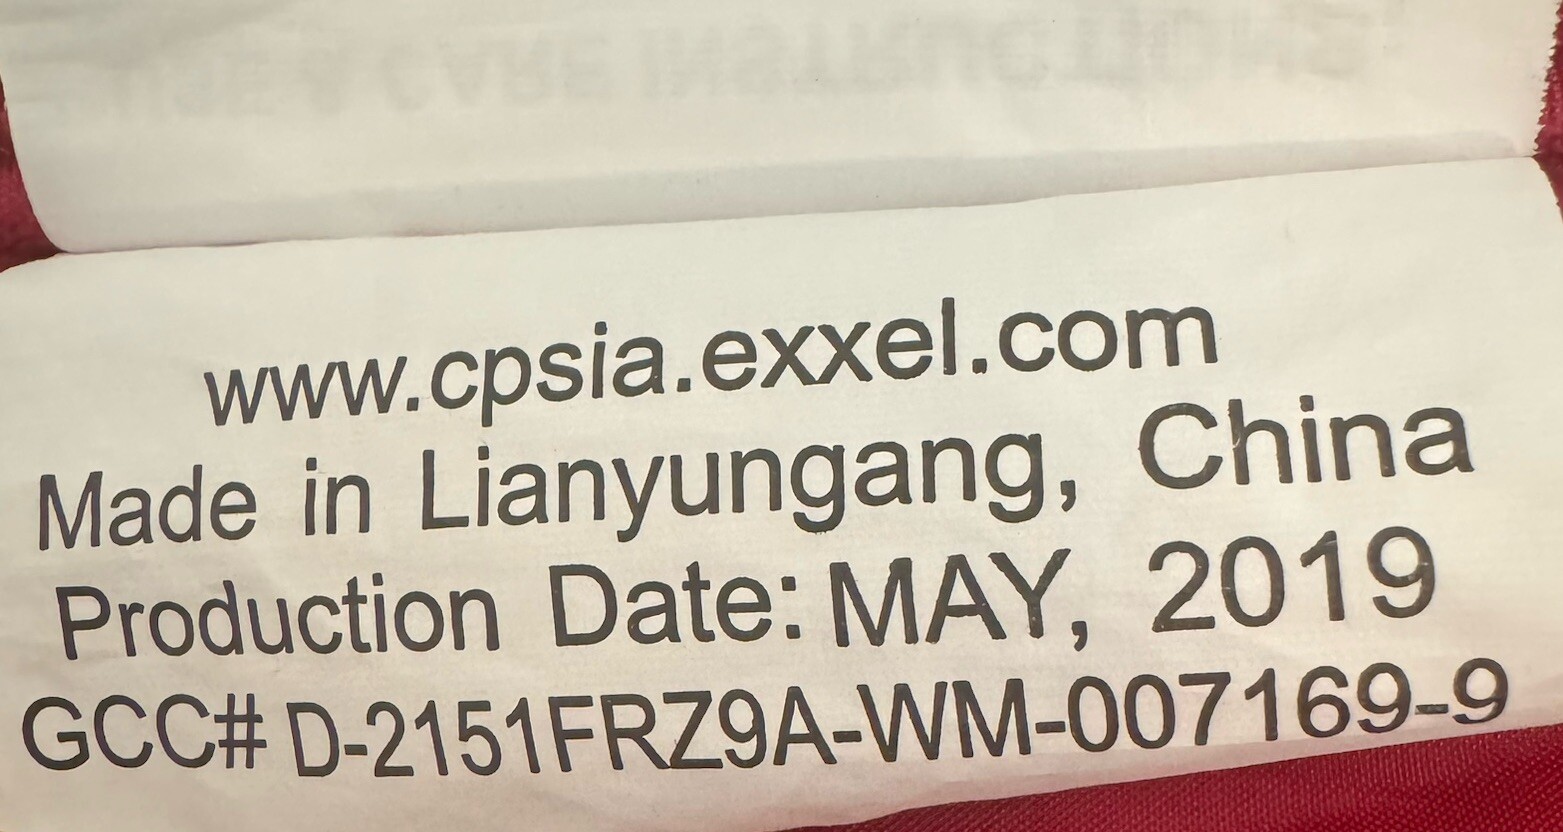 www.cpsia.exxel.com
Made in Lianyungang, China
Production Date: MAY, 2019
GCC# D-2151FRZ9A-WM-007169-9